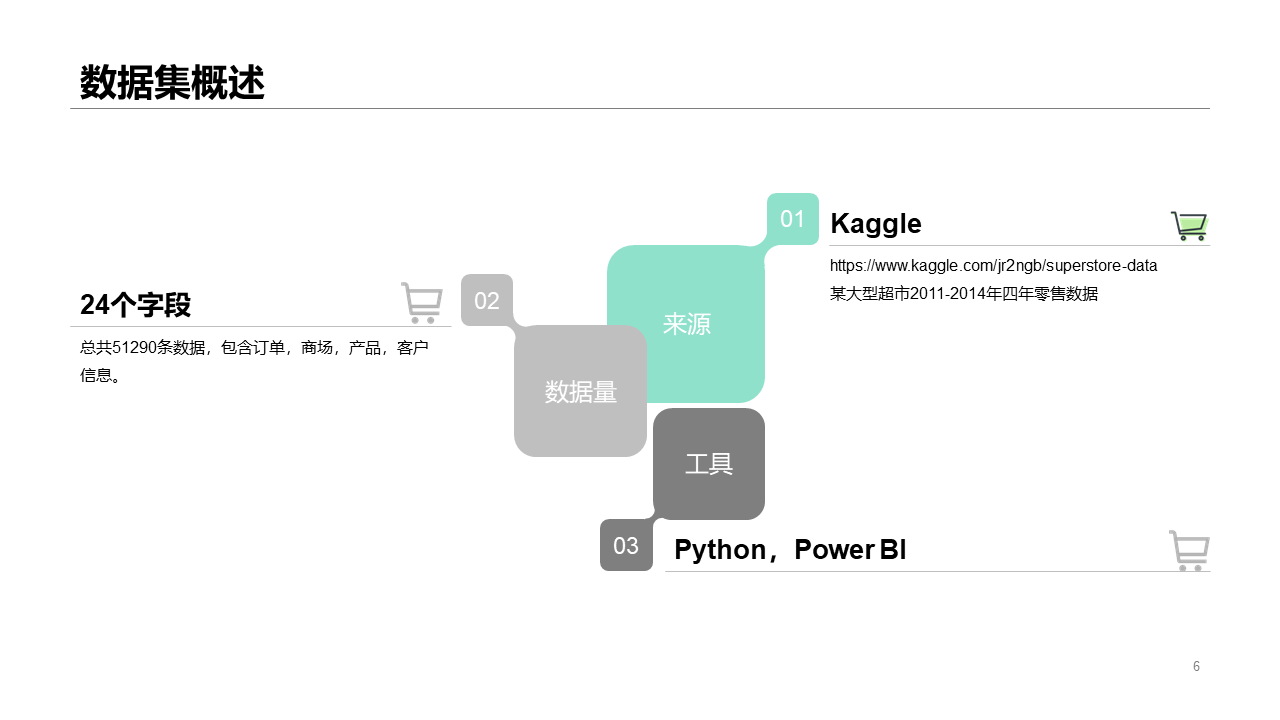 数据集概述
01
Kaggle
https://www.kaggle.com/jr2ngb/superstore-data
某大型超市2011-2014年四年零售数据
来源
02
24个字段
总共51290条数据，包含订单，商场，产品，客户
信息。
数据量
工具
03
Python，Power BI
6